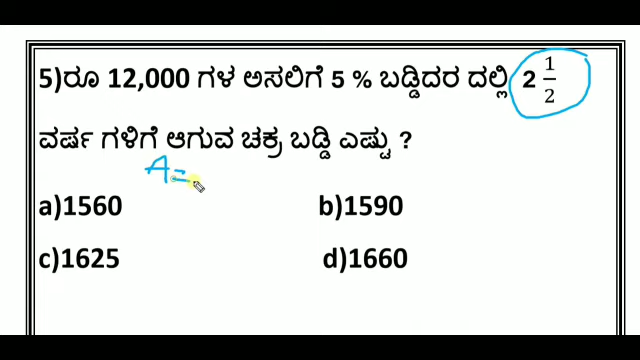 5)ರೂ 12,000 ಗಳ ಅಸಲಿಗೆ 5 % ಬಡ್ಡಿದರ ದಲ್ಲಿ 2 1/2
ವರ್ಷ ಗಳಿಗೆ ಆಗುವ ಚಕ್ರ ಬಡ್ಡಿ ಎಷ್ಟು ?
A=
a)1560 b)1590
c)1625 d)1660